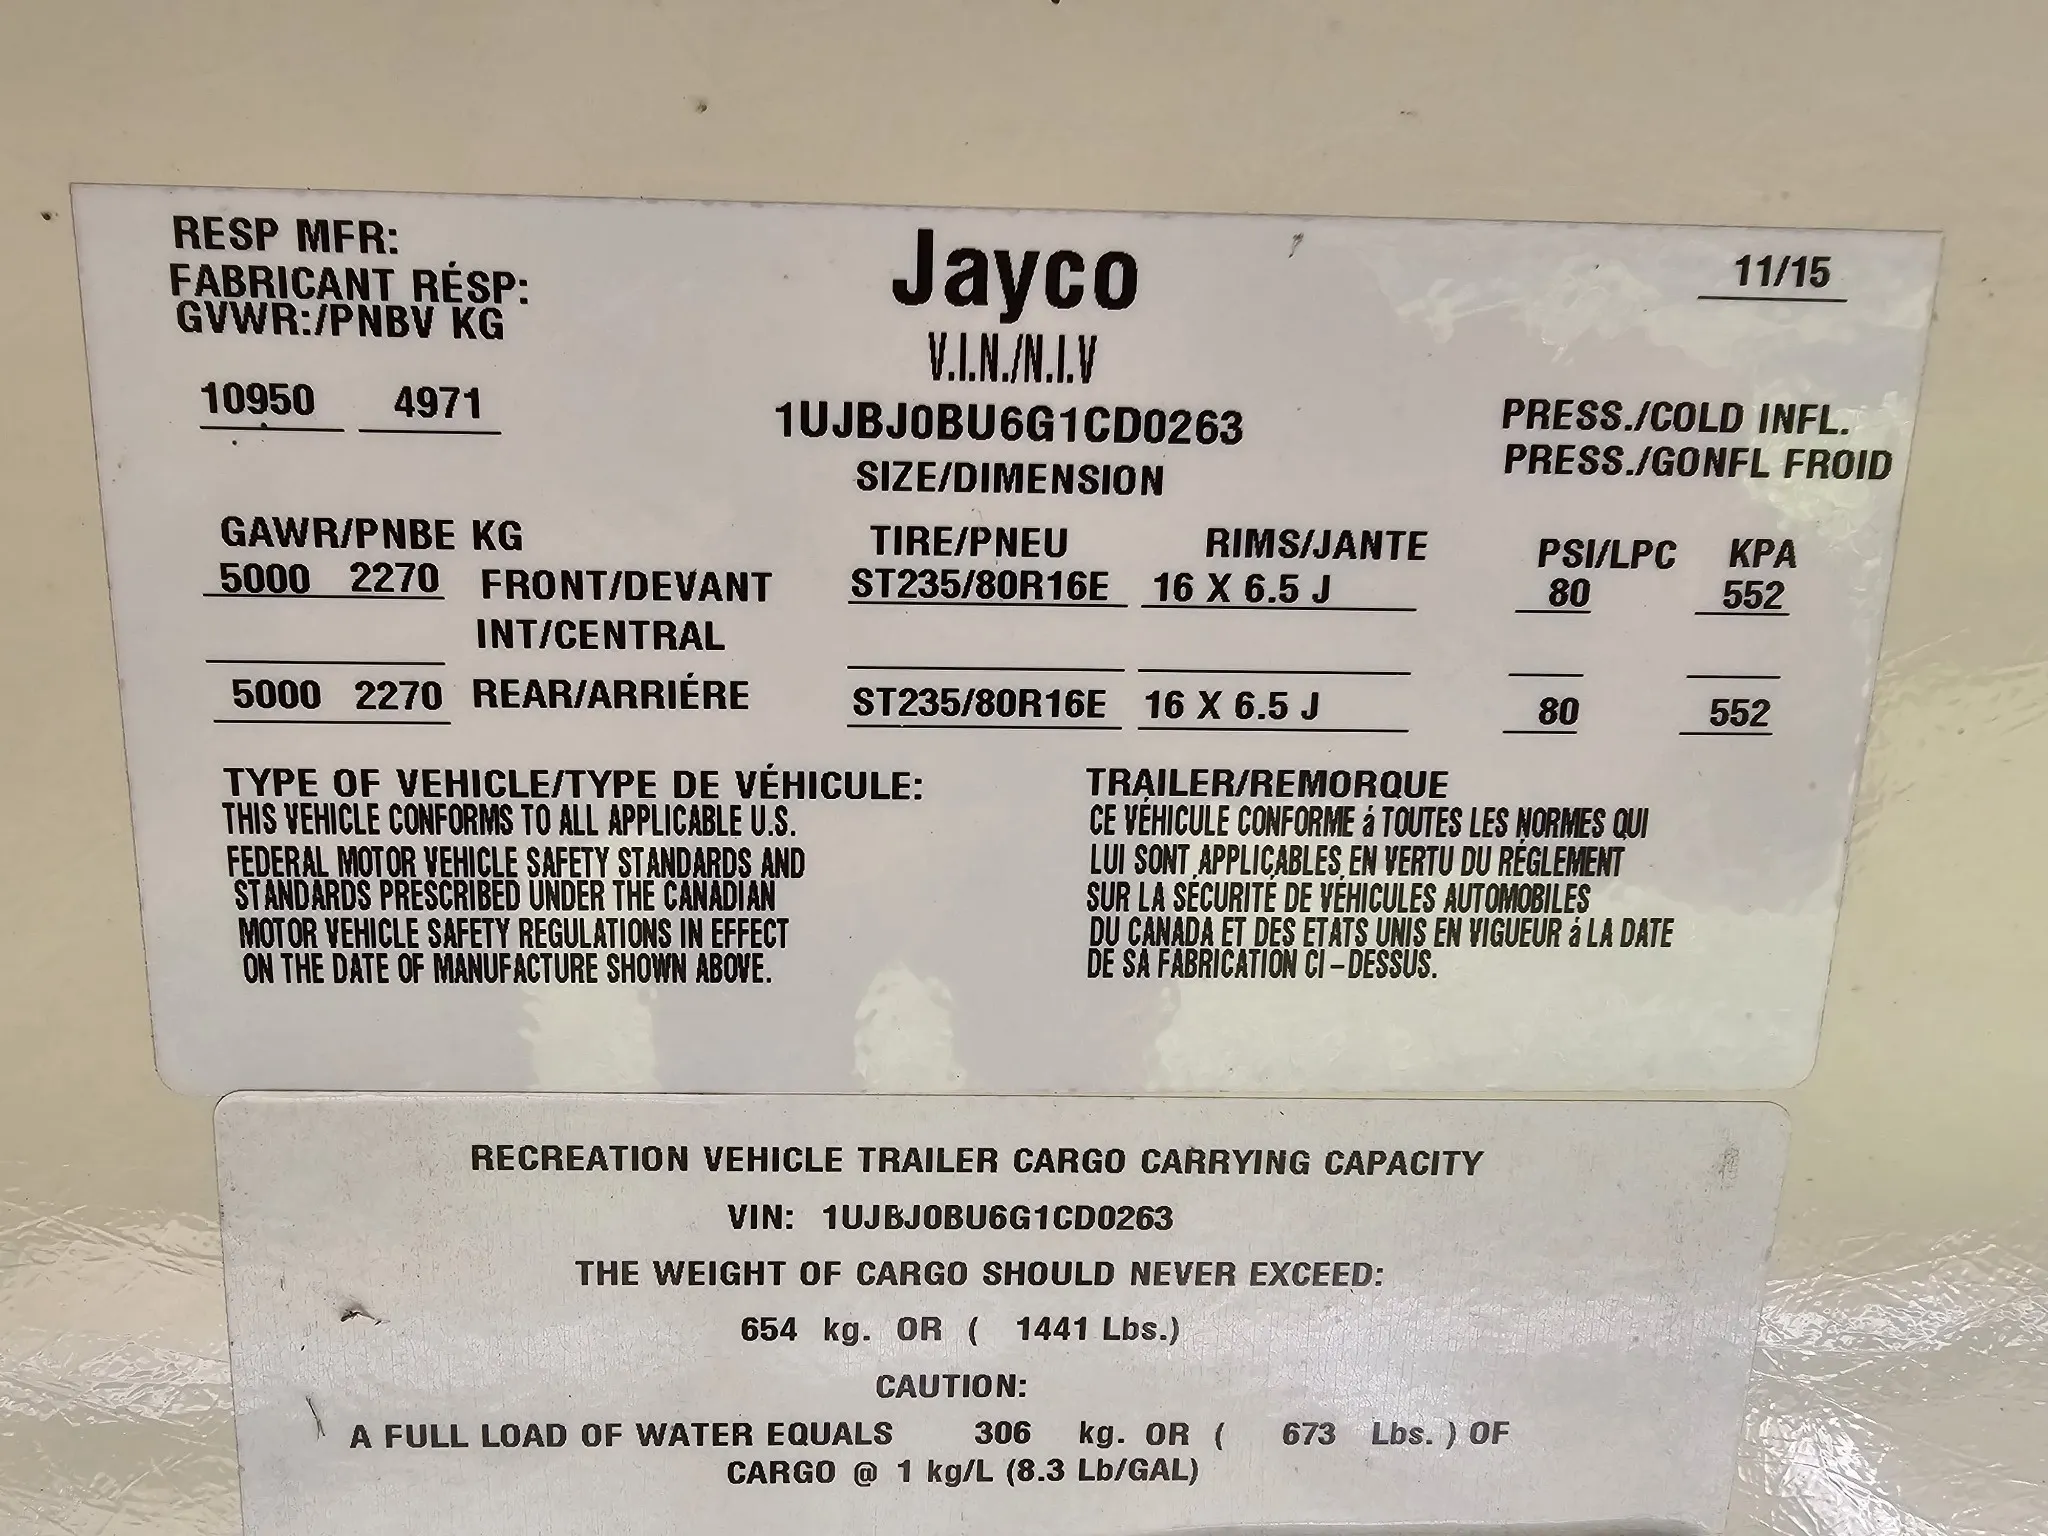 RESP MFR:
FABRICANT RÉSP:
GVWR:/PNBV KG
Jayco
11/15
V.I.N./N.I.V
10950 4971
1UJBJ0BU6G1CD0263
PRESS./COLD INFL.
PRESS./GONFL FROID
SIZE/DIMENSION
GAWR/PNBE KG TIRE/PNEU RIMS/JANTE PSI/LPC KPA
5000 2270 FRONT/DEVANT ST235/80R16E 16 X 6.5 J 80 552
INT/CENTRAL
5000 2270 REAR/ARRIÉRE ST235/80R16E 16 X 6.5 J 80 552
TYPE OF VEHICLE/TYPE DE VÉHICULE: TRAILER/REMORQUE
THIS VEHICLE CONFORMS TO ALL APPLICABLE U.S.
FEDERAL MOTOR VEHICLE SAFETY STANDARDS AND
STANDARDS PRESCRIBED UNDER THE CANADIAN
MOTOR VEHICLE SAFETY REGULATIONS IN EFFECT
ON THE DATE OF MANUFACTURE SHOWN ABOVE.
CE VÉHICULE CONFORME á TOUTES LES NORMES QUI
LUI SONT APPLICABLES EN VERTU DU RÉGLEMENT
SUR LA SÉCURITÉ DE VÉHICULES AUTOMOBILES
DU CANADA ET DES ETATS UNIS EN VIGUEUR á LA DATE
DE SA FABRICATION CI-DESSUS.
RECREATION VEHICLE TRAILER CARGO CARRYING CAPACITY
VIN: 1UJBJ0BU6G1CD0263
THE WEIGHT OF CARGO SHOULD NEVER EXCEED:
654 kg. OR ( 1441 Lbs.)
CAUTION:
A FULL LOAD OF WATER EQUALS 306 kg. OR ( 673 Lbs. ) OF
CARGO @ 1 kg/L (8.3 Lb/GAL)